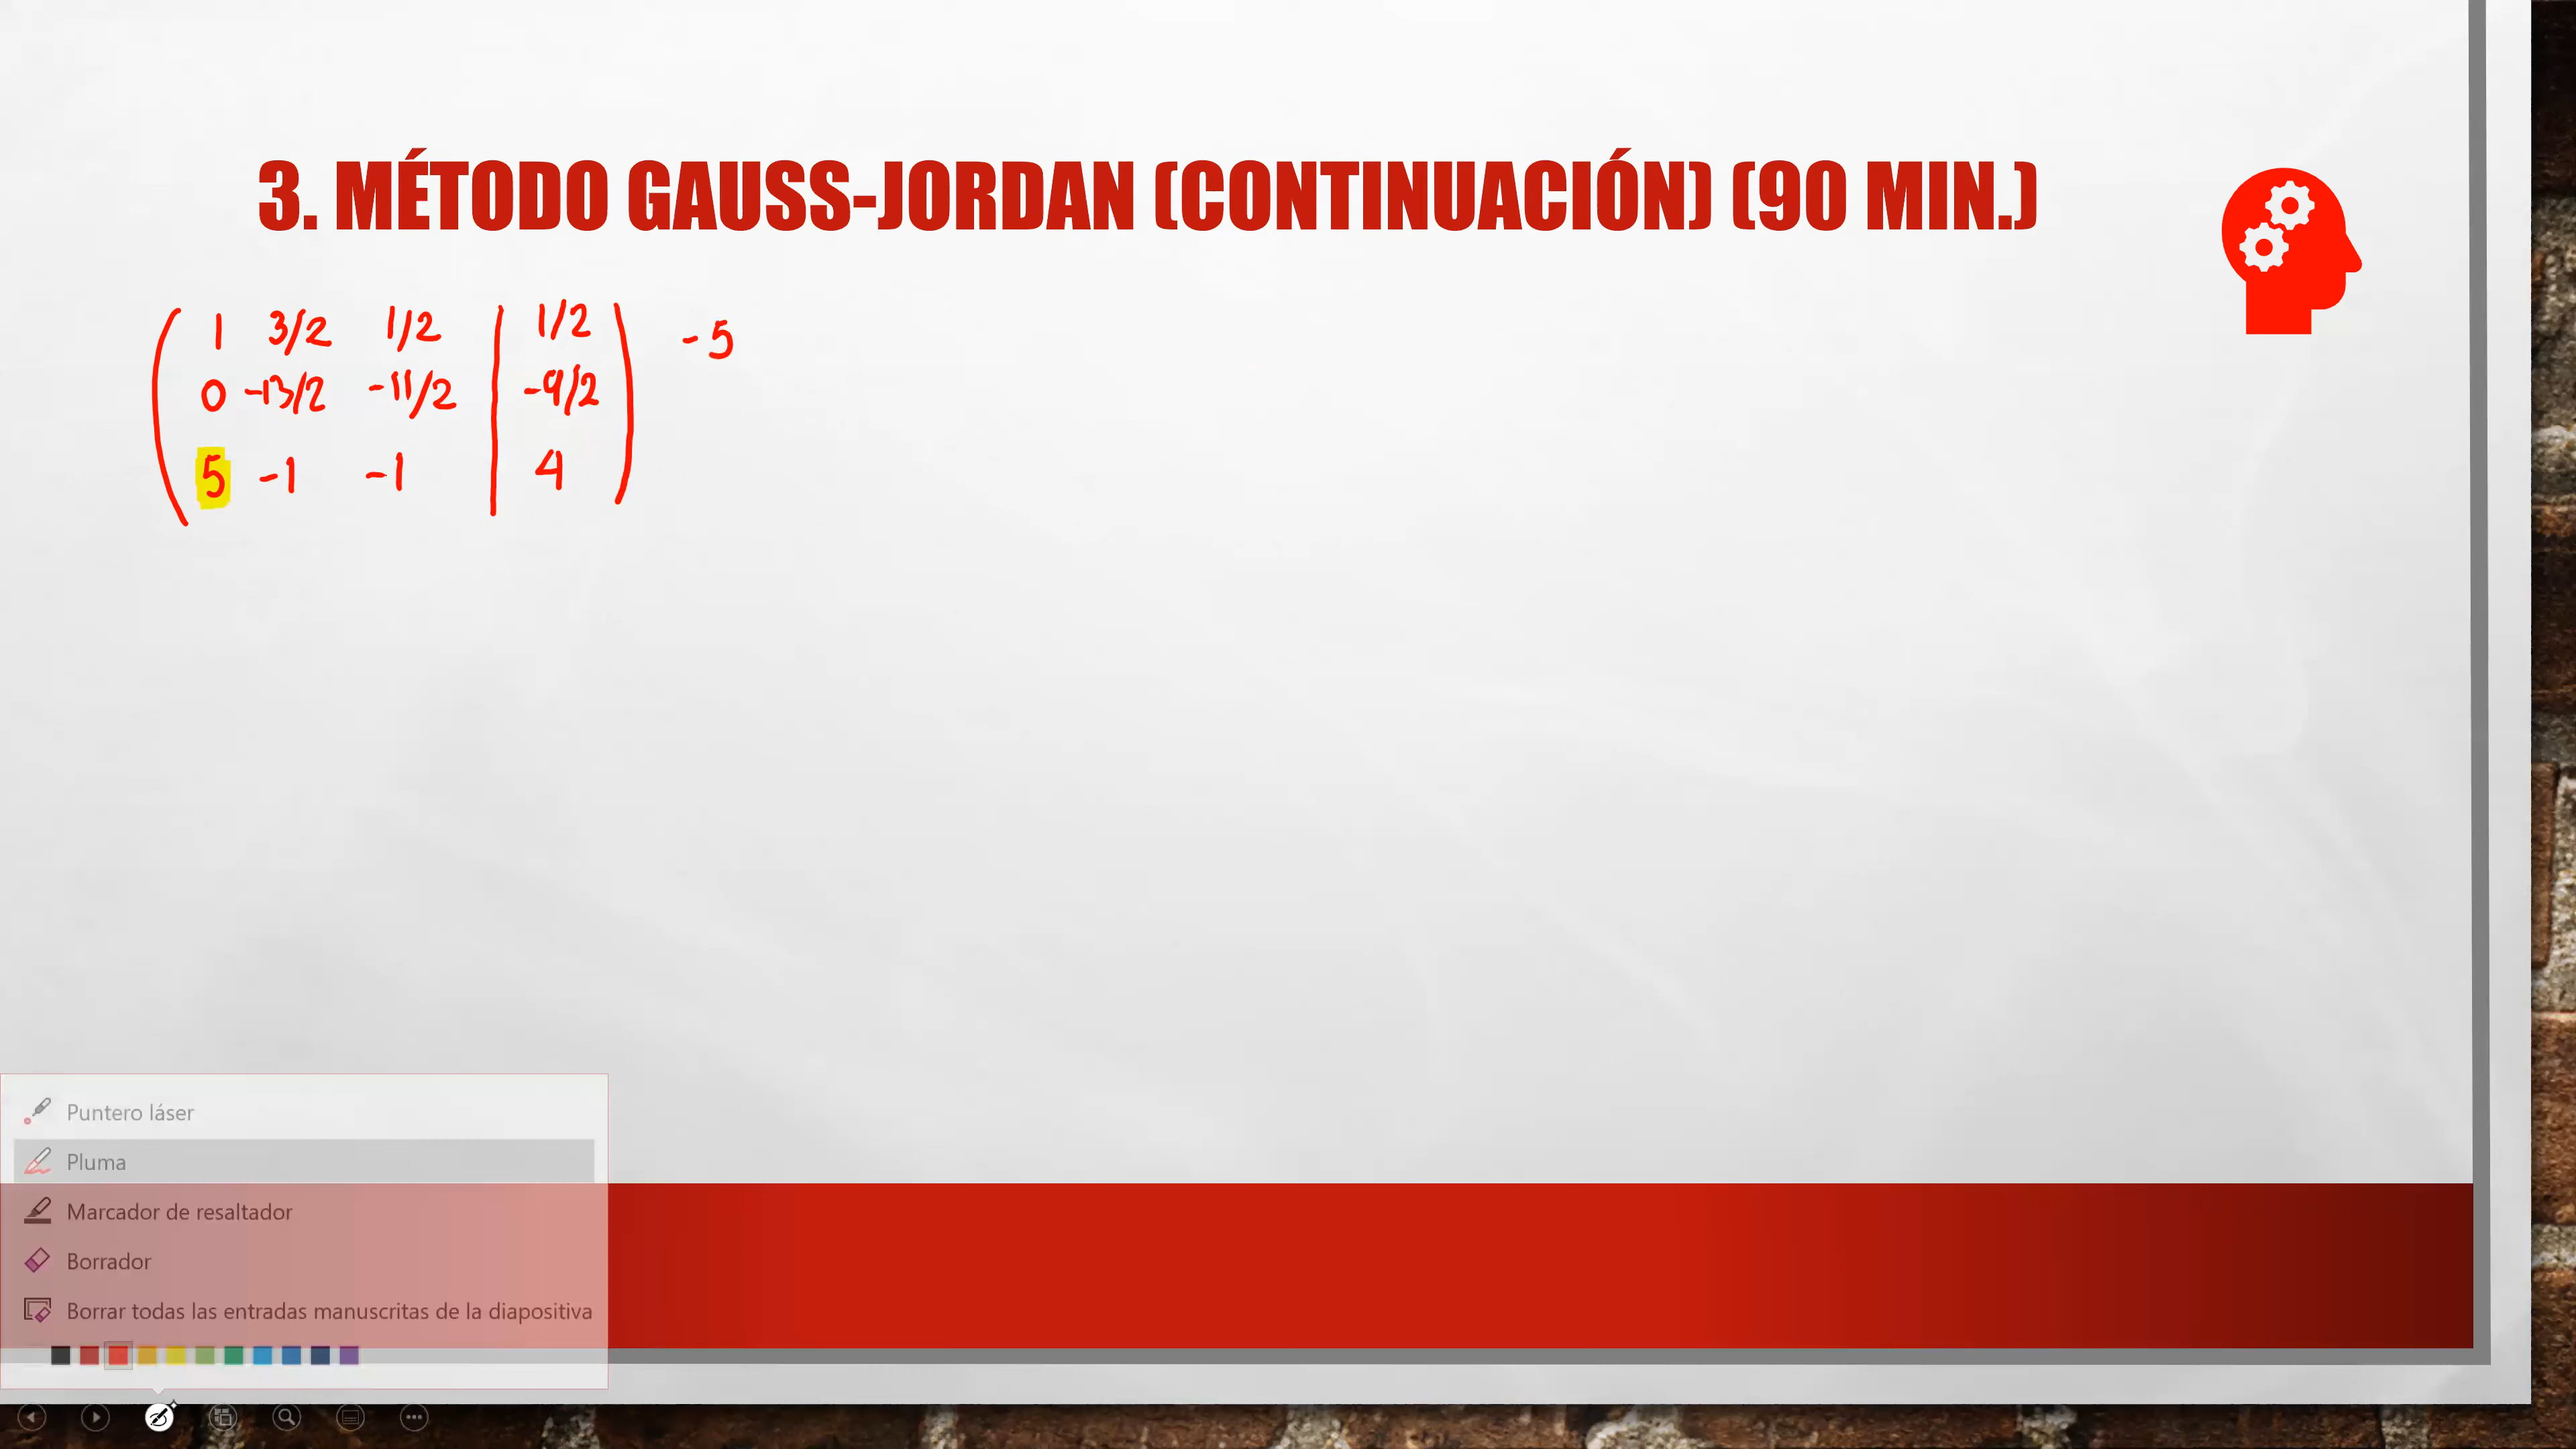 3. MÉTODO GAUSS-JORDAN (CONTINUACIÓN) (90 MIN.)
1 3/2 1/2 | 1/2 -5
0 -13/2 -11/2 | -9/2
5 -1 -1 | 4
Puntero láser
Pluma
Marcador de resaltador
Borrador
Borrar todas las entradas manuscritas de la diapositiva